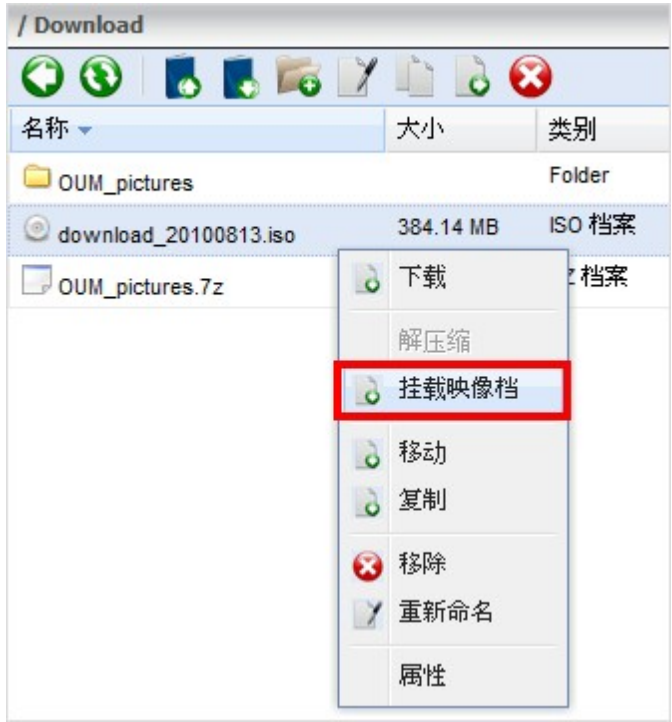 / Download
名称 大小 类别
OUM_pictures Folder
download_20100813.iso 384.14 MB ISO 档案
OUM_pictures.7z 档案
下载
解压缩
挂载映像档
移动
复制
移除
重新命名
属性